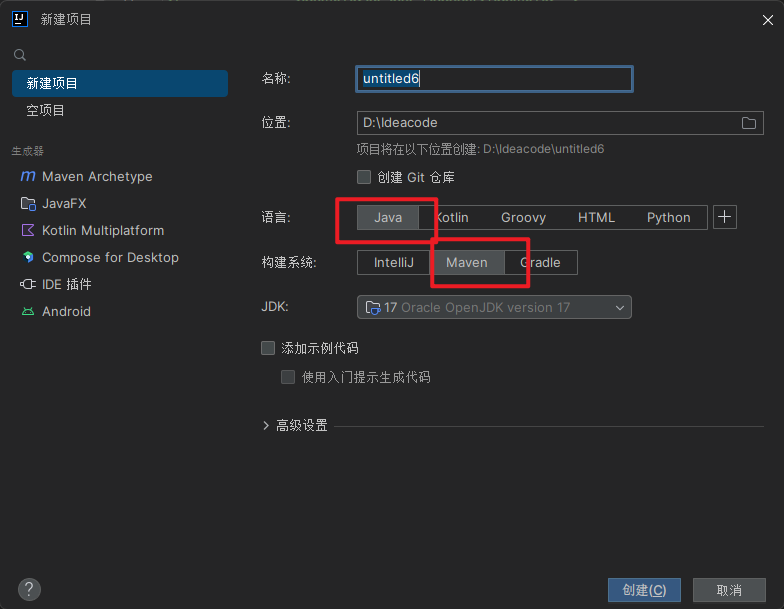 新建项目
新建项目
空项目
生成器
Maven Archetype
JavaFX
Kotlin Multiplatform
Compose for Desktop
IDE 插件
Android
名称:
untitled6
位置:
D:\Ideacode
项目将在以下位置创建: D:\Ideacode\untitled6
创建 Git 仓库
语言:
Java Kotlin Groovy HTML Python
构建系统:
IntelliJ Maven Gradle
JDK:
17 Oracle OpenJDK version 17
添加示例代码
使用入门提示生成代码
高级设置
?
创建(C) 取消